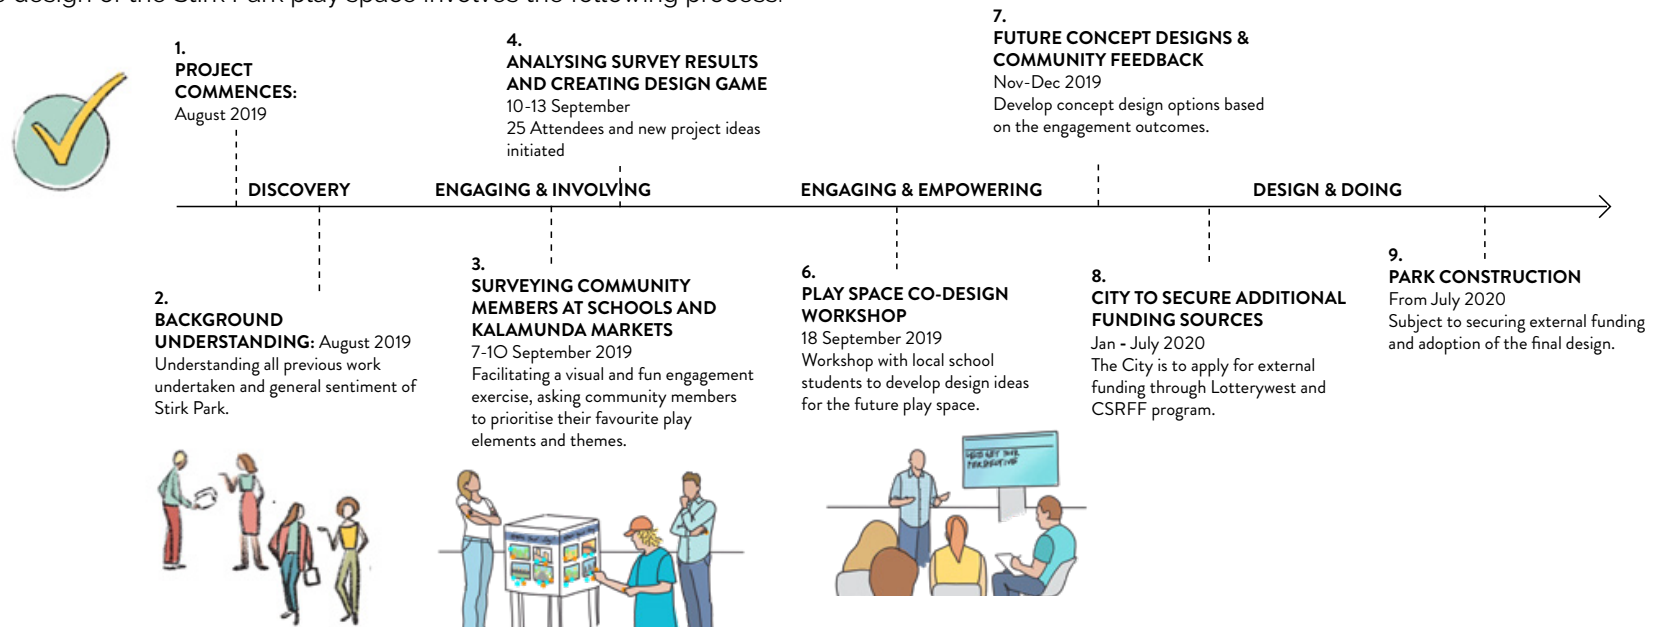 design of the Stirk Park play space involves the following process:
1.
PROJECT
COMMENCES:
August 2019
4.
ANALYSING SURVEY RESULTS
AND CREATING DESIGN GAME
10-13 September
25 Attendees and new project ideas
initiated
7.
FUTURE CONCEPT DESIGNS &
COMMUNITY FEEDBACK
Nov-Dec 2019
Develop concept design options based
on the engagement outcomes.
DISCOVERY
ENGAGING & INVOLVING
ENGAGING & EMPOWERING
DESIGN & DOING
2.
BACKGROUND
UNDERSTANDING: August 2019
Understanding all previous work
undertaken and general sentiment of
Stirk Park.
3.
SURVEYING COMMUNITY
MEMBERS AT SCHOOLS AND
KALAMUNDA MARKETS
7-10 September 2019
Facilitating a visual and fun engagement
exercise, asking community members
to prioritise their favourite play
elements and themes.
6.
PLAY SPACE CO-DESIGN
WORKSHOP
18 September 2019
Workshop with local school
students to develop design ideas
for the future play space.
8.
CITY TO SECURE ADDITIONAL
FUNDING SOURCES
Jan - July 2020
The City is to apply for external
funding through Lotterywest and
CSRFF program.
9.
PARK CONSTRUCTION
From July 2020
Subject to securing external funding
and adoption of the final design.
LET'S GET YOUR
PERSPECTIVE